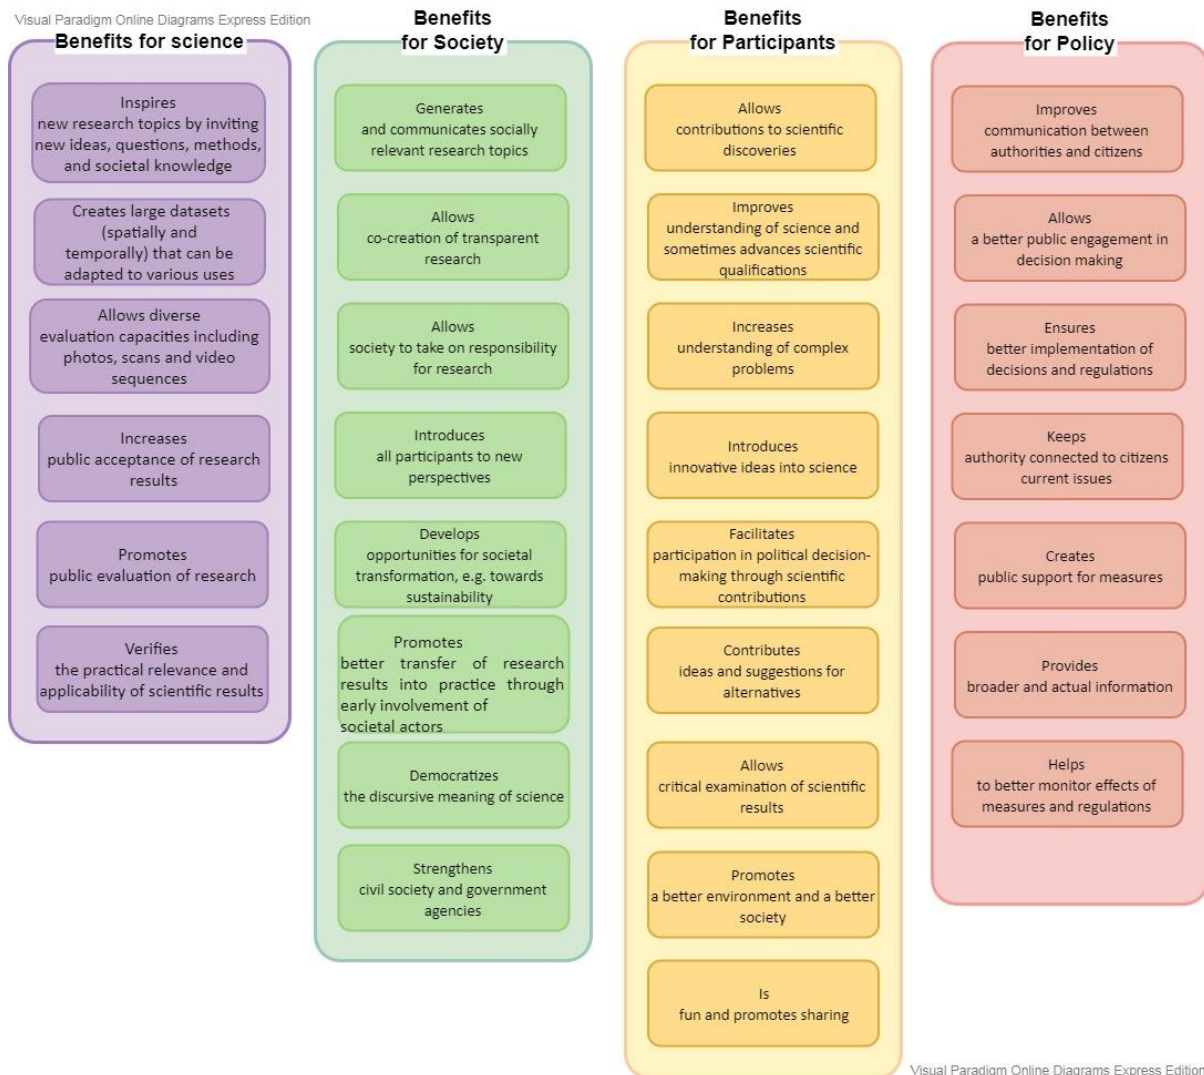 Visual Paradigm Online Diagrams Express Edition
Benefits for science
Inspires
new research topics by inviting
new ideas, questions, methods,
and societal knowledge
Creates large datasets
(spatially and
temporally) that can be
adapted to various uses
Allows diverse
evaluation capacities including
photos, scans and video
sequences
Increases
public acceptance of research
results
Promotes
public evaluation of research
Verifies
the practical relevance and
applicability of scientific results
Benefits
for Society
Generates
and communicates socially
relevant research topics
Allows
co-creation of transparent
research
Allows
society to take on responsibility
for research
Introduces
all participants to new
perspectives
Develops
opportunities for societal
transformation, e.g. towards
sustainability
Promotes
better transfer of research
results into practice through
early involvement of
societal actors
Democratizes
the discursive meaning of science
Strengthens
civil society and government
agencies
Benefits
for Participants
Allows
contributions to scientific
discoveries
Improves
understanding of science and
sometimes advances scientific
qualifications
Increases
understanding of complex
problems
Introduces
innovative ideas into science
Facilitates
participation in political decision-
making through scientific
contributions
Contributes
ideas and suggestions for
alternatives
Allows
critical examination of scientific
results
Promotes
a better environment and a better
society
Is
fun and promotes sharing
Benefits
for Policy
Improves
communication between
authorities and citizens
Allows
a better public engagement in
decision making
Ensures
better implementation of
decisions and regulations
Keeps
authority connected to citizens
current issues
Creates
public support for measures
Provides
broader and actual information
Helps
to better monitor effects of
measures and regulations
Visual Paradigm Online Diagrams Express Edition